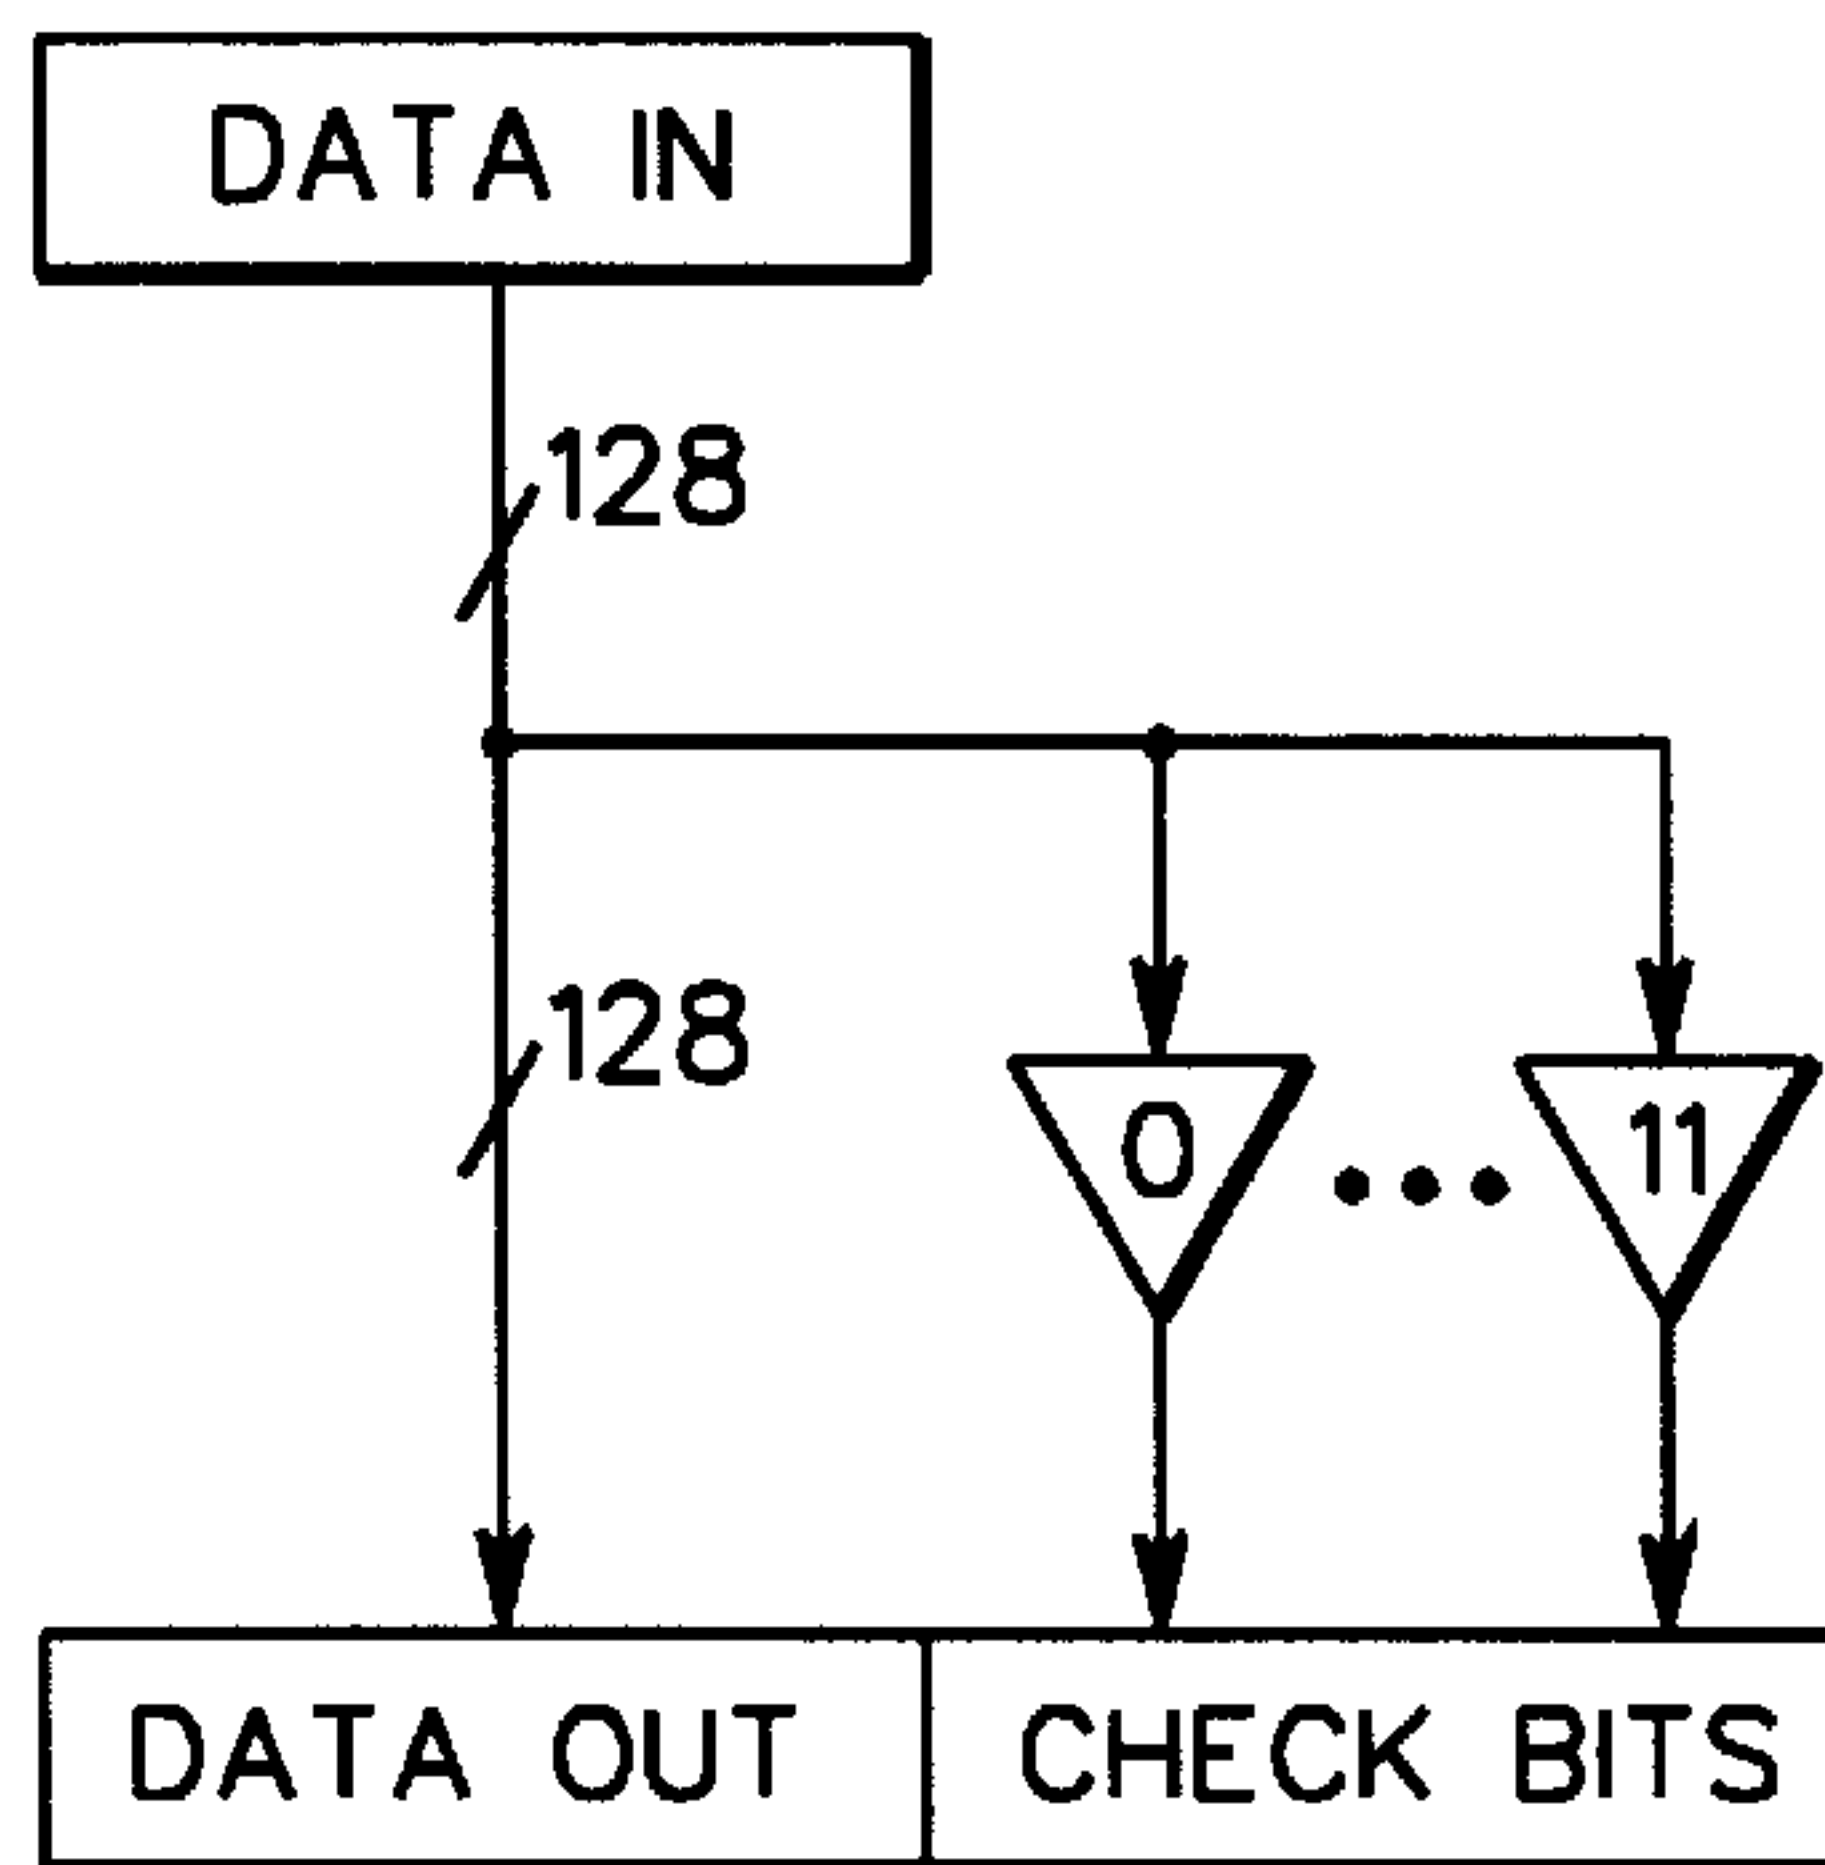 DATA IN
128
128
0 ••• 11
DATA OUT CHECK BITS